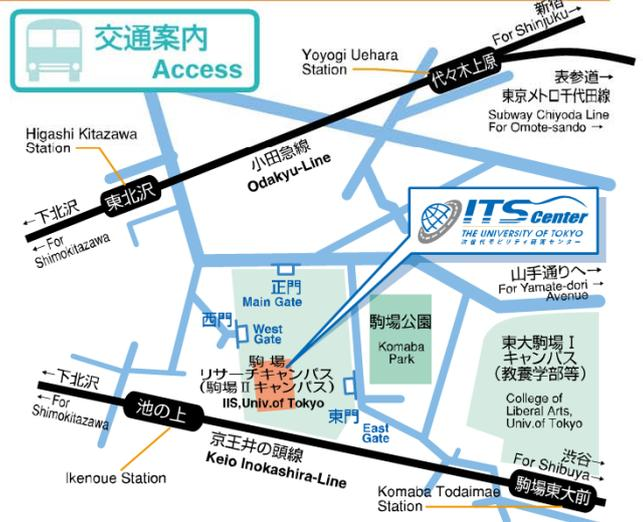 交通案内
Access
新宿
For Shinjuku→
Yoyogi Uehara
Station
代々木上原
表参道→
東京メトロ千代田線
Subway Chiyoda Line
For Omote-sando →
Higashi Kitazawa
Station
東北沢
小田急線
Odakyu-Line
←下北沢
←For
Shimokitazawa
ITS Center
THE UNIVERSITY OF TOKYO
次世代モビリティ研究センター
山手通りへ→
For Yamate-dori →
Avenue
正門
Main Gate
西門
West
Gate
駒場
リサーチキャンパス
(駒場Ⅱキャンパス)
IIS,Univ.of Tokyo
東門
East
Gate
駒場公園
Komaba
Park
東大駒場Ⅰ
キャンパス
(教養学部等)
College of
Liberal Arts,
Univ.of Tokyo
←下北沢
←For
Shimokitazawa
池の上
Ikenoue Station
京王井の頭線
Keio Inokashira-Line
渋谷→
For Shibuya→
駒場東大前
Komaba Todaimae
Station